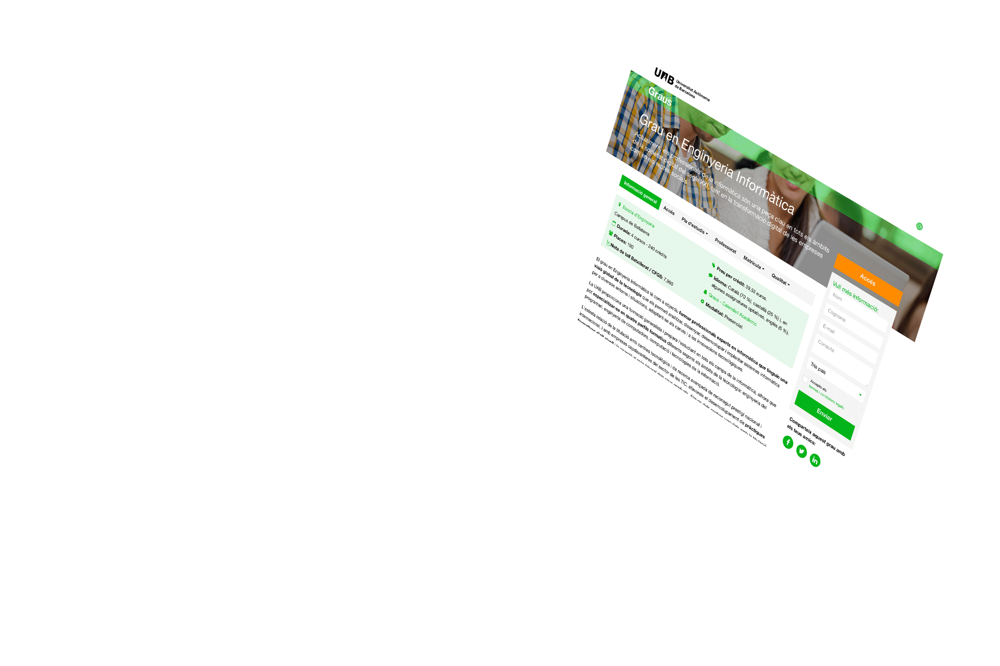 UAB
Universitat Autònoma
de Barcelona
Graus
Grau en Enginyeria Informàtica
Actualment, els professionals de la informàtica són una peça clau en tots els àmbits
de la societat digital del segle XXI, tant en la transformació digital de les empreses
com en els reptes socials
Informació general
Accés
Pla d'estudis
Professorat
Matrícula
Qualitat
Escola d'Enginyeria
Campus de Bellaterra
Durada: 4 cursos - 240 crèdits
Places: 190
Nota de tall Batxillerat / CFGS: 7,990
Preu per crèdit: 39,53 euros.
Idioma: Català (70 %), castellà (25 %) i, en
algunes assignatures optatives, anglès (5 %).
Graus - Calendari Acadèmic
Modalitat: Presencial.
El grau en Enginyeria Informàtica té com a objectiu formar professionals experts en informàtica que tinguin una
visió global de la tecnologia que els permeti analitzar, dissenyar, desenvolupar i implantar sistemes informàtics
per a diversos entorns i situacions, adaptant-se als canvis i a les innovacions tecnològiques.
La UAB proporciona una formació generalista i prepara l'estudiant en tots els camps de la informàtica, alhora que
pot especialitzar-se en quatre perfils formatius diferents segons els àmbits de la tecnologia: enginyeria del
programari, enginyeria de computadors, computació i tecnologies de la informació.
L'estreta relació de la titulació amb centres tecnològics i de recerca avançada de reconegut prestigi nacional i
internacional, i amb empreses capdavanteres del sector de les TIC, afavoreix el desenvolupament de pràctiques
formatives d'alt nivell i la inserció al món laboral dels seus graduats. Alguns dels centres vinculats amb la titulació
Accés
Vull més informació:
Nom
Cognoms
E-mail
Consulta
Tria país
Accepto els
termes i condicions legals.
Enviar
Comparteix aquest grau amb
els teus amics: